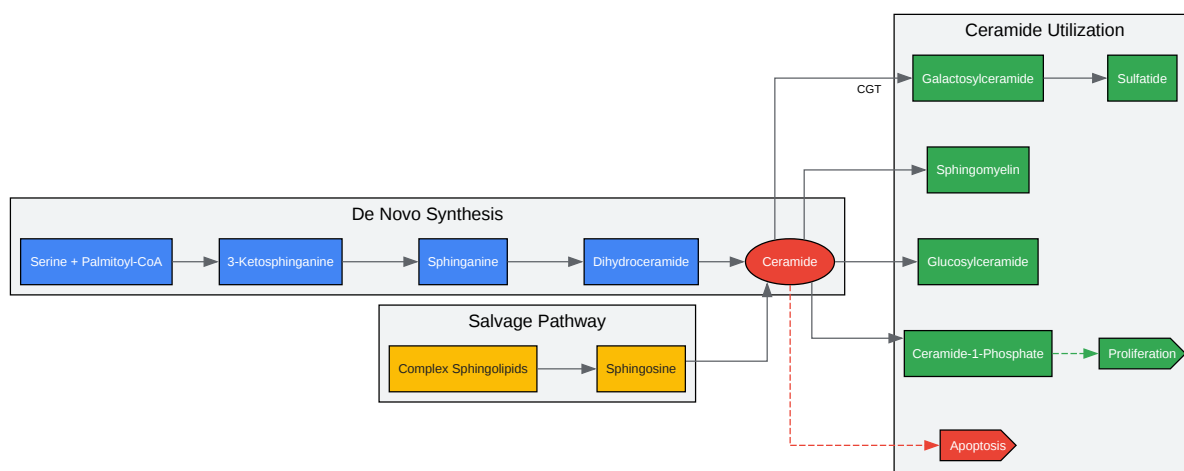 Ceramide Utilization
Galactosylceramide
Sulfatide
CGT
Sphingomyelin
De Novo Synthesis
Serine + Palmitoyl-CoA
3-Ketosphinganine
Sphinganine
Dihydroceramide
Ceramide
Glucosylceramide
Salvage Pathway
Complex Sphingolipids
Sphingosine
Ceramide-1-Phosphate
Proliferation
Apoptosis